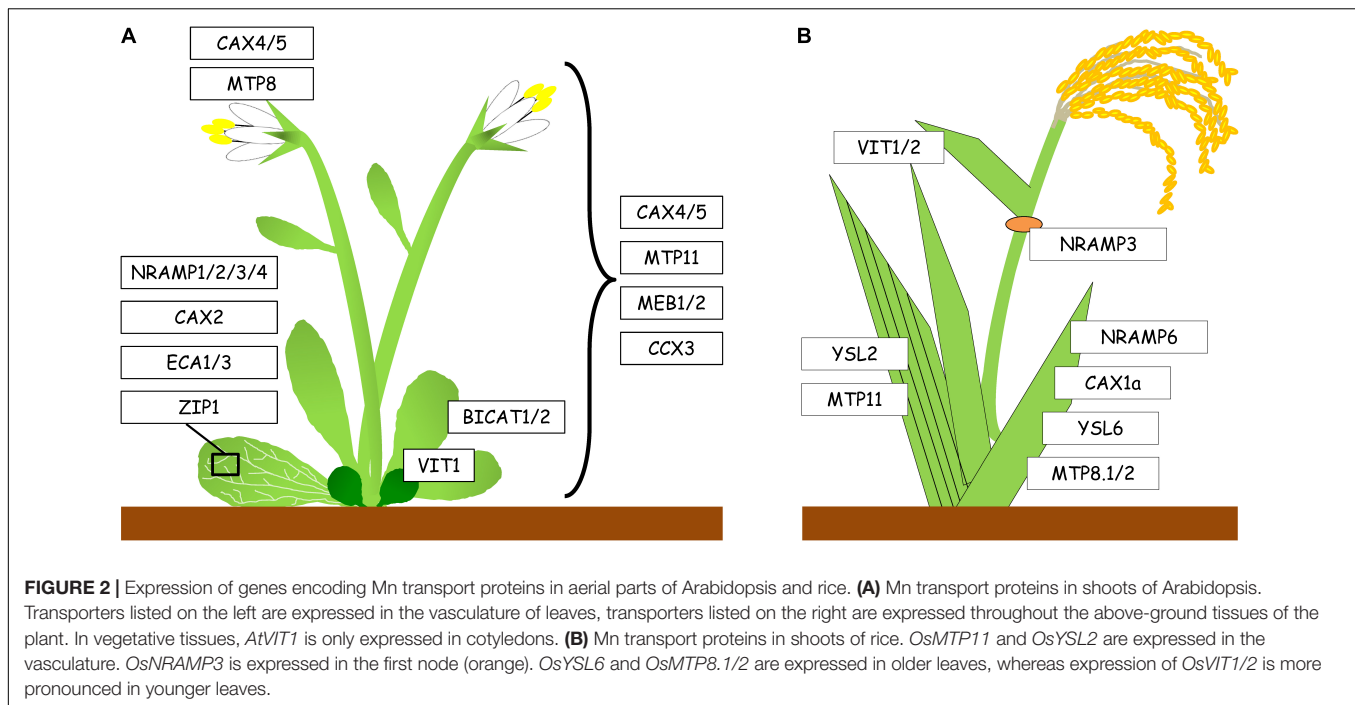 A
CAX4/5
MTP8
NRAMP1/2/3/4
CAX2
ECA1/3
ZIP1
BICAT1/2
VIT1
CAX4/5
MTP11
MEB1/2
CCX3
B
VIT1/2
NRAMP3
YSL2
MTP11
NRAMP6
CAX1a
YSL6
MTP8.1/2
FIGURE 2 | Expression of genes encoding Mn transport proteins in aerial parts of Arabidopsis and rice. (A) Mn transport proteins in shoots of Arabidopsis.
Transporters listed on the left are expressed in the vasculature of leaves, transporters listed on the right are expressed throughout the above-ground tissues of the
plant. In vegetative tissues, AtVIT1 is only expressed in cotyledons. (B) Mn transport proteins in shoots of rice. OsMTP11 and OsYSL2 are expressed in the
vasculature. OsNRAMP3 is expressed in the first node (orange). OsYSL6 and OsMTP8.1/2 are expressed in older leaves, whereas expression of OsVIT1/2 is more
pronounced in younger leaves.